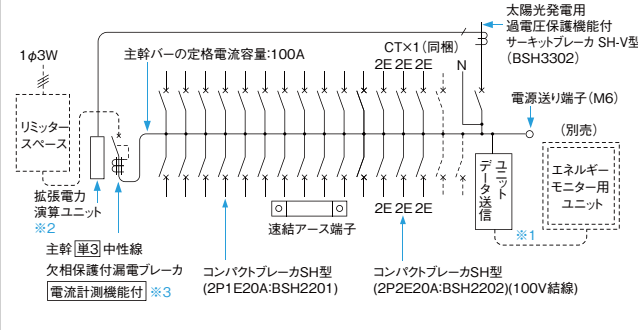 太陽光発電用
過電圧保護機能付
サーキットブレーカ SH-V型
(BSH3302)
1φ3W
主幹バーの定格電流容量:100A
CT×1(同梱)
2E 2E 2E
N
電源送り端子(M6)
リミッター
スペース
(別売)
エネルギー
モニター用
ユニット
データ送信
ユニット
拡張電力
演算ユニット
※2
2E 2E 2E
速結アース端子
※1
主幹 単3 中性線
欠相保護付漏電ブレーカ
電流計測機能付 ※3
コンパクトブレーカSH型
(2P1E20A:BSH2201)
コンパクトブレーカSH型
(2P2E20A:BSH2202)(100V結線)